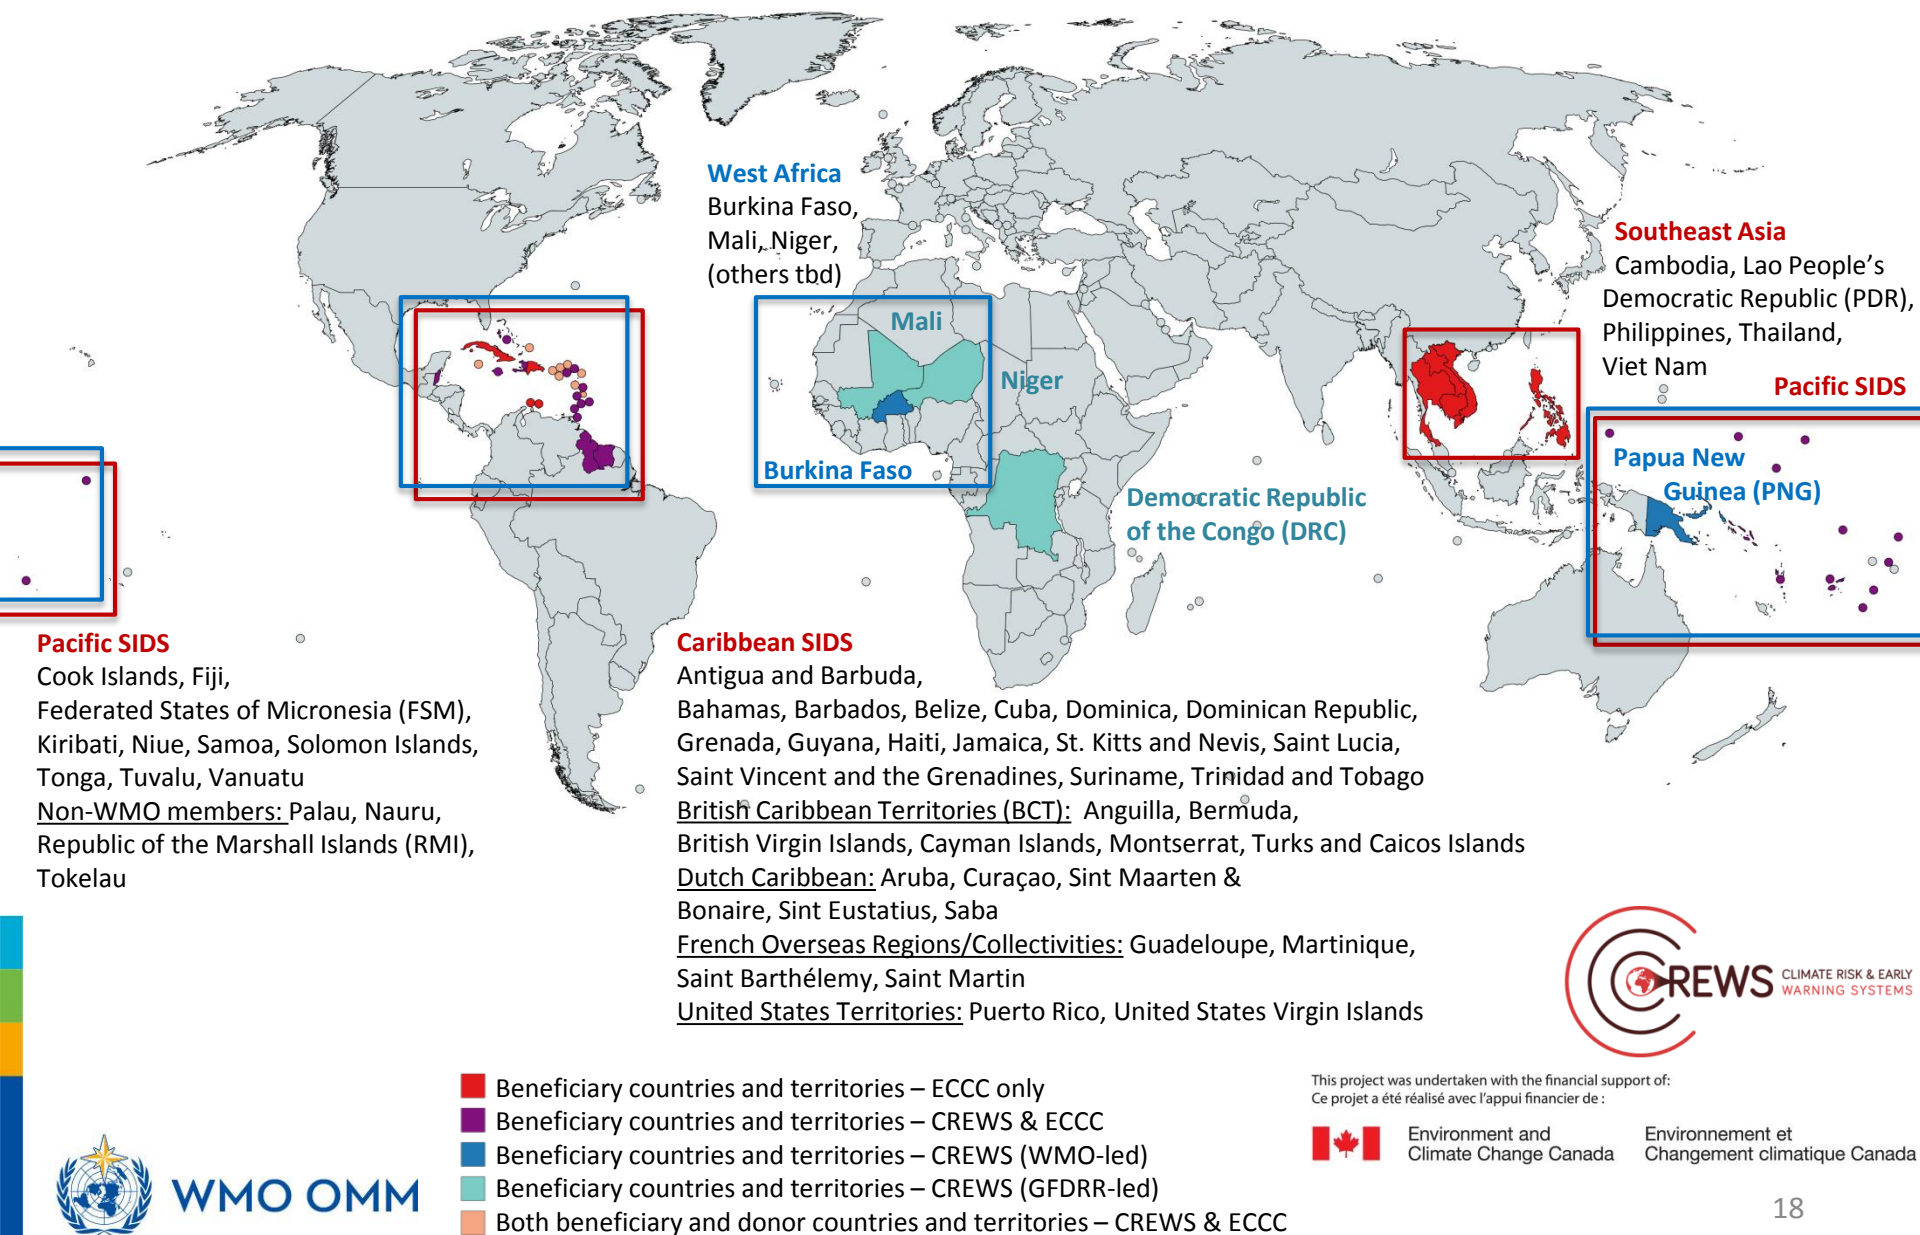 West Africa
Burkina Faso,
Mali, Niger,
(others tbd)
Southeast Asia
Cambodia, Lao People's
Democratic Republic (PDR),
Philippines, Thailand,
Viet Nam
Pacific SIDS
Mali
Niger
Burkina Faso
Democratic Republic
of the Congo (DRC)
Papua New
Guinea (PNG)
Pacific SIDS
Cook Islands, Fiji,
Federated States of Micronesia (FSM),
Kiribati, Niue, Samoa, Solomon Islands,
Tonga, Tuvalu, Vanuatu
Non-WMO members: Palau, Nauru,
Republic of the Marshall Islands (RMI),
Tokelau
Caribbean SIDS
Antigua and Barbuda,
Bahamas, Barbados, Belize, Cuba, Dominica, Dominican Republic,
Grenada, Guyana, Haiti, Jamaica, St. Kitts and Nevis, Saint Lucia,
Saint Vincent and the Grenadines, Suriname, Trinidad and Tobago
British Caribbean Territories (BCT): Anguilla, Bermuda,
British Virgin Islands, Cayman Islands, Montserrat, Turks and Caicos Islands
Dutch Caribbean: Aruba, Curaçao, Sint Maarten &
Bonaire, Sint Eustatius, Saba
French Overseas Regions/Collectivities: Guadeloupe, Martinique,
Saint Barthélemy, Saint Martin
United States Territories: Puerto Rico, United States Virgin Islands
CREWS CLIMATE RISK & EARLY
WARNING SYSTEMS
Beneficiary countries and territories – ECCC only
Beneficiary countries and territories – CREWS & ECCC
Beneficiary countries and territories – CREWS (WMO-led)
Beneficiary countries and territories – CREWS (GFDRR-led)
Both beneficiary and donor countries and territories – CREWS & ECCC
This project was undertaken with the financial support of:
Ce projet a été réalisé avec l'appui financier de :
Environment and
Climate Change Canada
Environnement et
Changement climatique Canada
WMO OMM
18